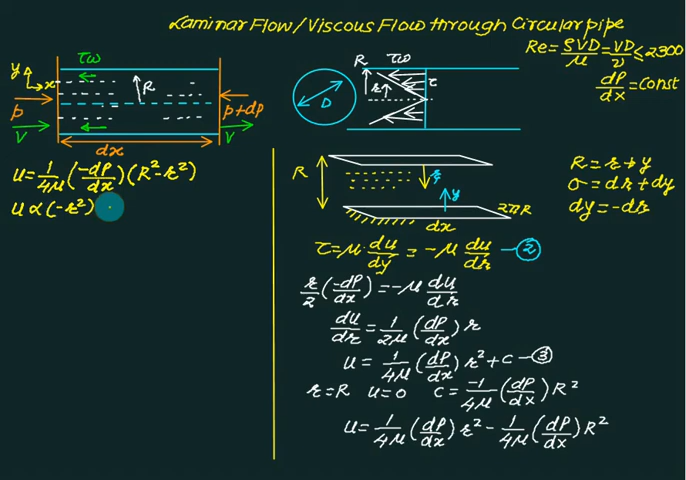 Laminar Flow/Viscous Flow through Circular pipe
Re = ρVD/μ = VD/ν ≤ 2300
dP/dx = Const
y
x
τω
R
p
p+dp
V
V
dx
u = 1/4μ (-dP/dx) (R² - r²)
u ∝ (-r²)
D
R
r
τω
τ
R
r
y
dx
2πR
R = r + y
0 = dr + dy
dy = -dr
τ = μ. du/dy = -μ du/dr - 2
r/2 (-dP/dx) = -μ du/dr
du/dr = 1/2μ (dP/dx) r
u = 1/4μ (dP/dx) r² + c - 3
r = R u = 0 c = -1/4μ (dP/dx) R²
u = 1/4μ (dP/dx) r² - 1/4μ (dP/dx) R²